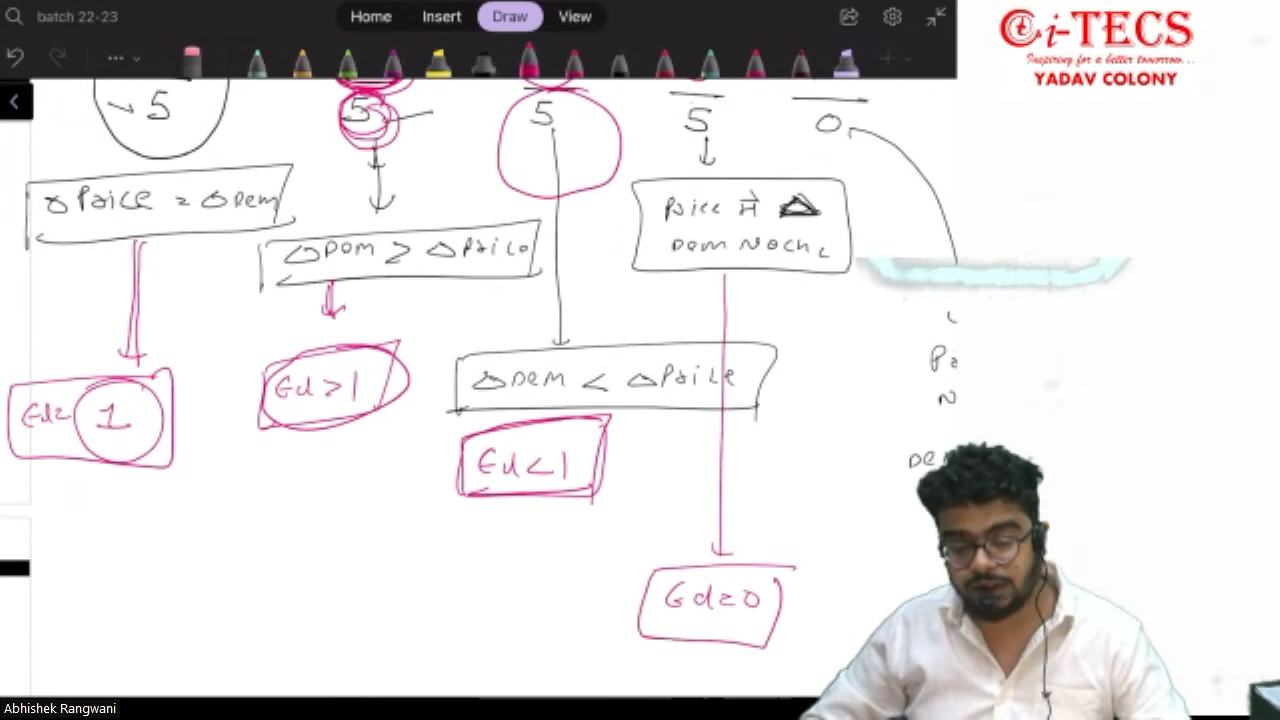 batch 22-23
Home
Insert
Draw
View
i-TECS
Inspiring for a better tomorrow...
YADAV COLONY
5
5
5
5
0
Δ Price = Δ Dem
Δ Dem > Δ Price
Price में Δ
Dem No Ch
Δ Dem < Δ Price
Ed = 1
Ed > 1
Ed < 1
Ed = 0
Abhishek Rangwani